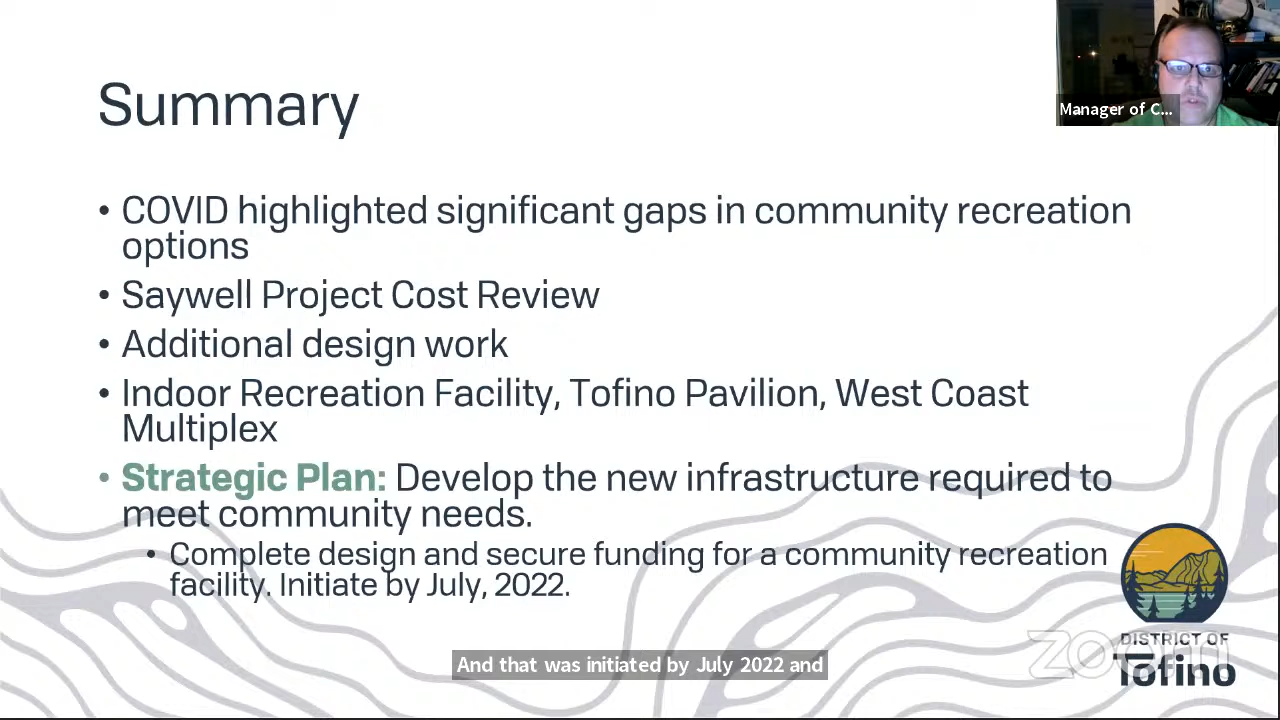 Manager of C...
Summary
• COVID highlighted significant gaps in community recreation
options
• Saywell Project Cost Review
• Additional design work
• Indoor Recreation Facility, Tofino Pavilion, West Coast
Multiplex
• Strategic Plan: Develop the new infrastructure required to
meet community needs.
• Complete design and secure funding for a community recreation
facility. Initiate by July, 2022.
DISTRICT OF
Tofino
zoom
And that was initiated by July 2022 and